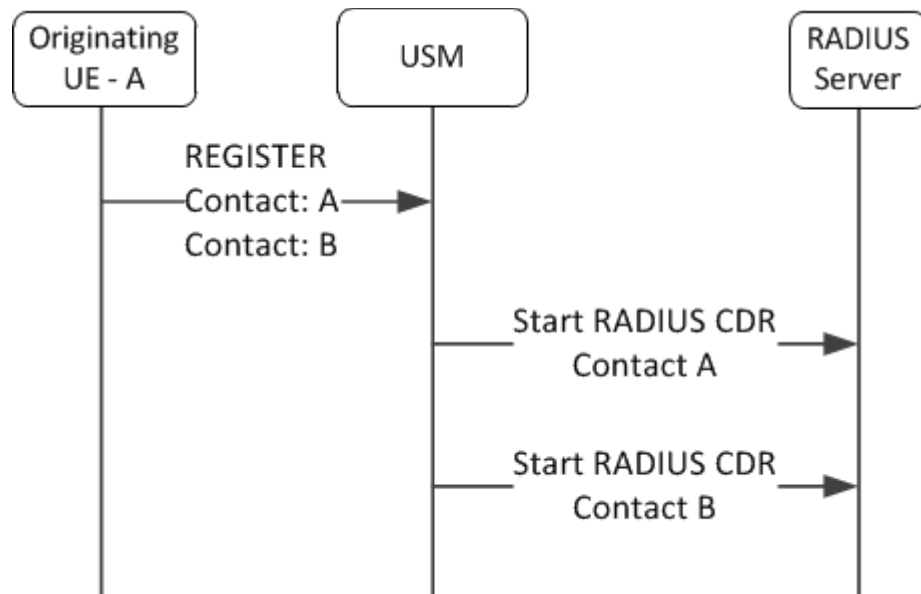 Originating
UE - A
USM
RADIUS
Server
REGISTER
Contact: A
Contact: B
Start RADIUS CDR
Contact A
Start RADIUS CDR
Contact B